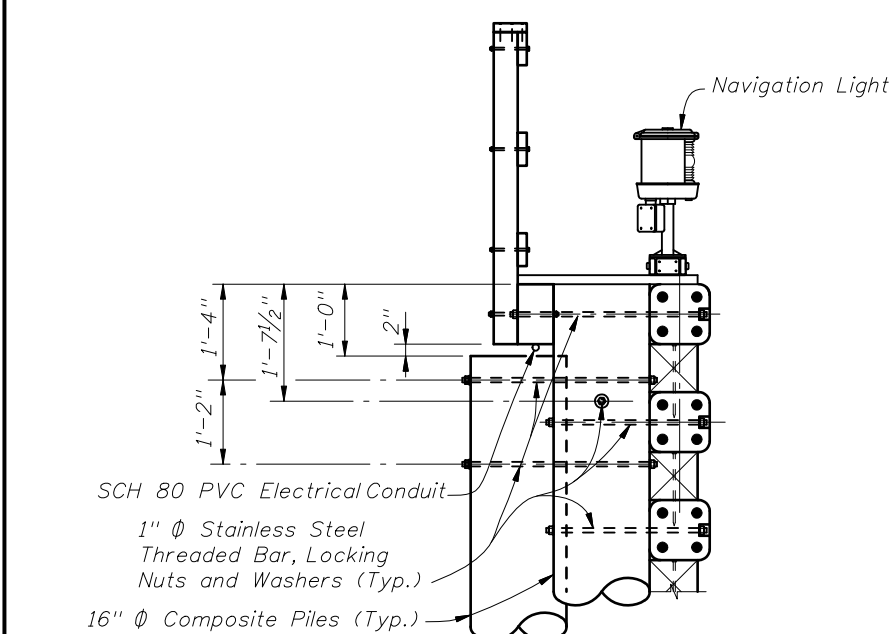 Navigation Light
1'-4"
1'-7½"
1'-0"
2"
1'-2"
SCH 80 PVC Electrical Conduit
1" Φ Stainless Steel
Threaded Bar, Locking
Nuts and Washers (Typ.)
16" Φ Composite Piles (Typ.)